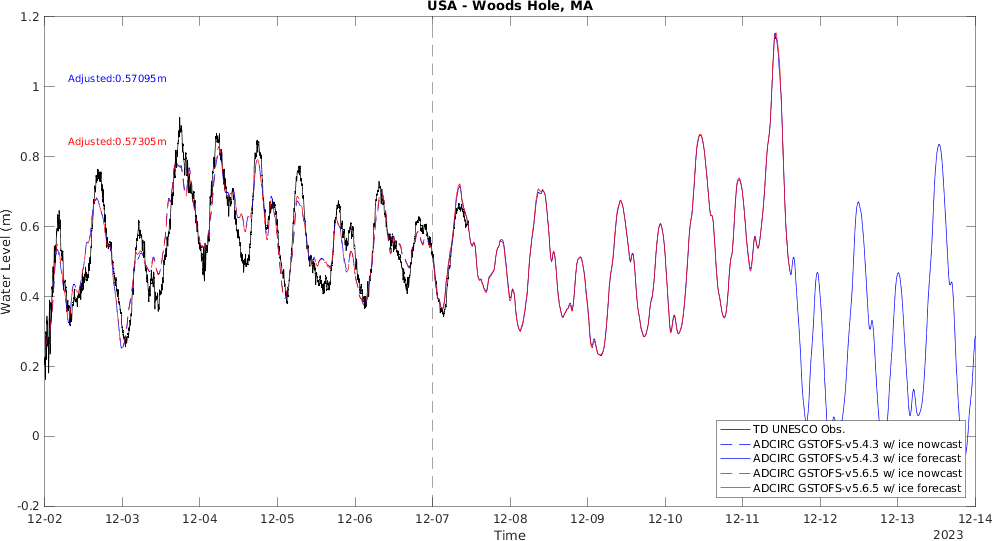 USA - Woods Hole, MA
1.2
1
0.8
0.6
0.4
0.2
0
-0.2
Water Level (m)
Adjusted:0.57095m
Adjusted:0.57305m
TD UNESCO Obs.
ADCIRC GSTOFS-v5.4.3 w/ ice nowcast
ADCIRC GSTOFS-v5.4.3 w/ ice forecast
ADCIRC GSTOFS-v5.6.5 w/ ice nowcast
ADCIRC GSTOFS-v5.6.5 w/ ice forecast
12-02 12-03 12-04 12-05 12-06 12-07 12-08 12-09 12-10 12-11 12-12 12-13 12-14
Time
2023